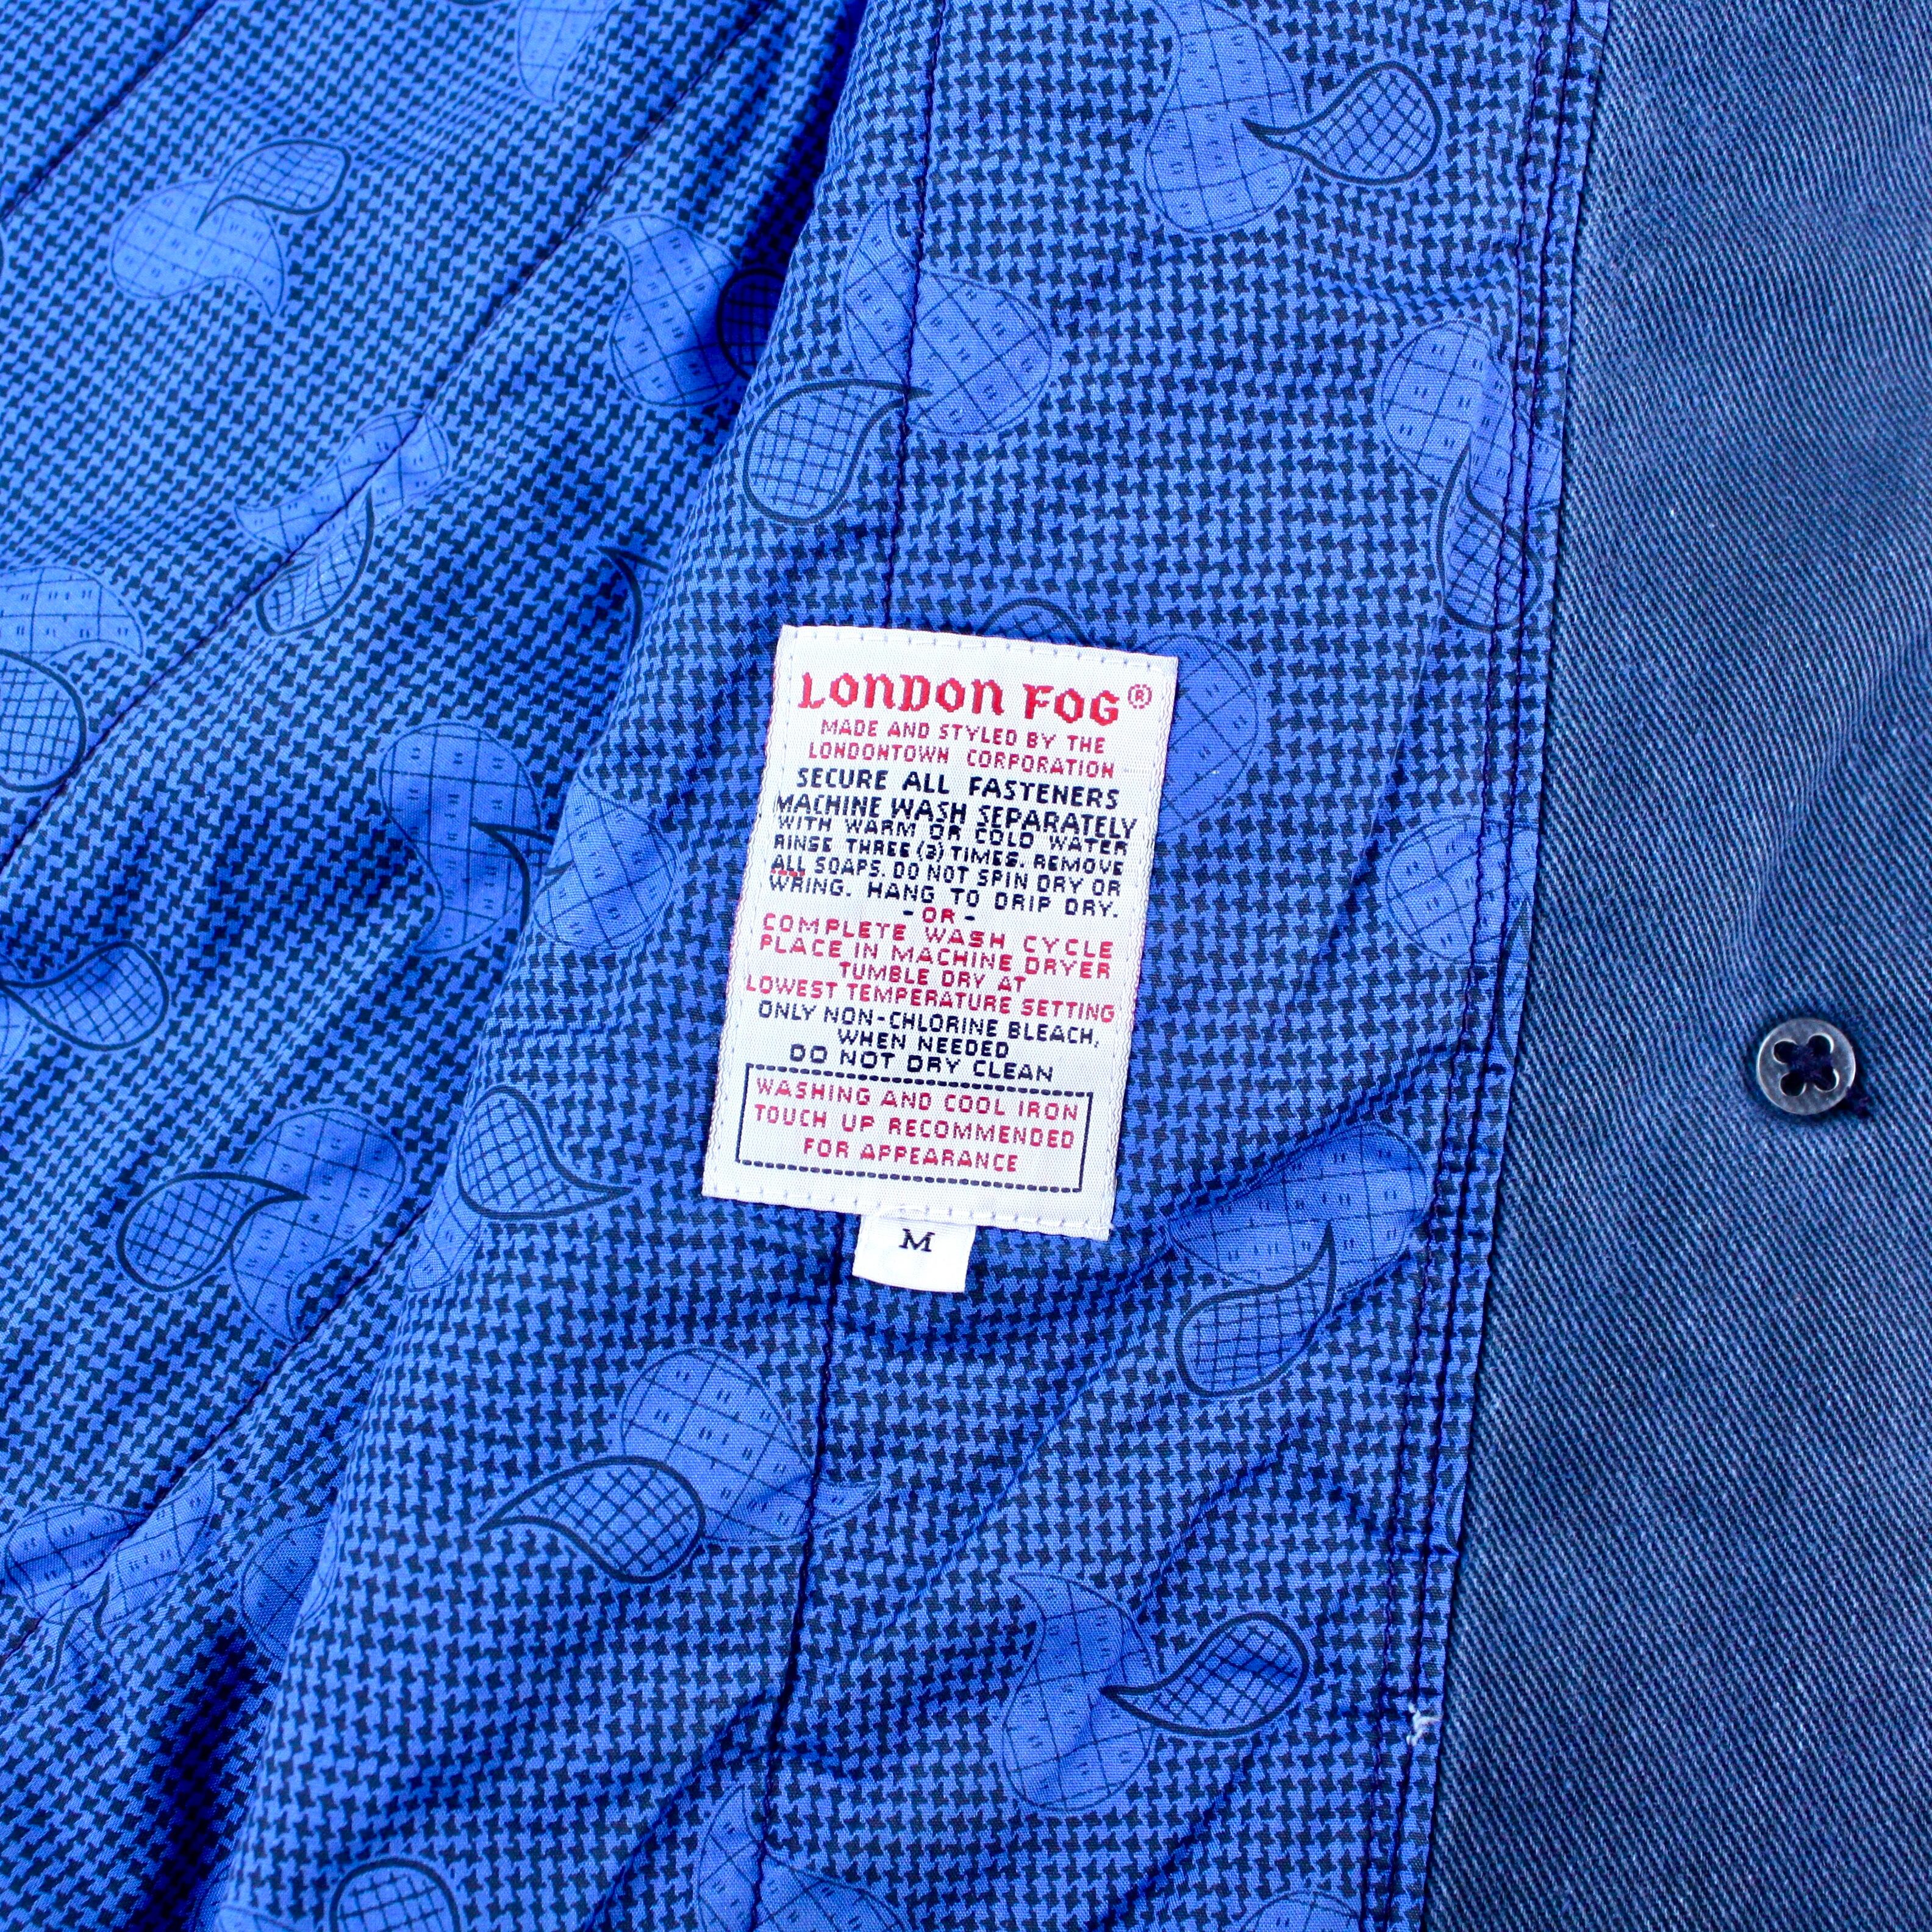 LONDON FOG®
MADE AND STYLED BY THE
LONDONTOWN CORPORATION
SECURE ALL FASTENERS
MACHINE WASH SEPARATELY
WITH WARM OR COLD WATER
RINSE THREE (3) TIMES. REMOVE
ALL SOAPS. DO NOT SPIN DRY OR
WRING. HANG TO DRIP DRY.
- OR -
COMPLETE WASH CYCLE
PLACE IN MACHINE DRYER
TUMBLE DRY AT
LOWEST TEMPERATURE SETTING
ONLY NON-CHLORINE BLEACH,
WHEN NEEDED
DO NOT DRY CLEAN
WASHING AND COOL IRON
TOUCH UP RECOMMENDED
FOR APPEARANCE
M